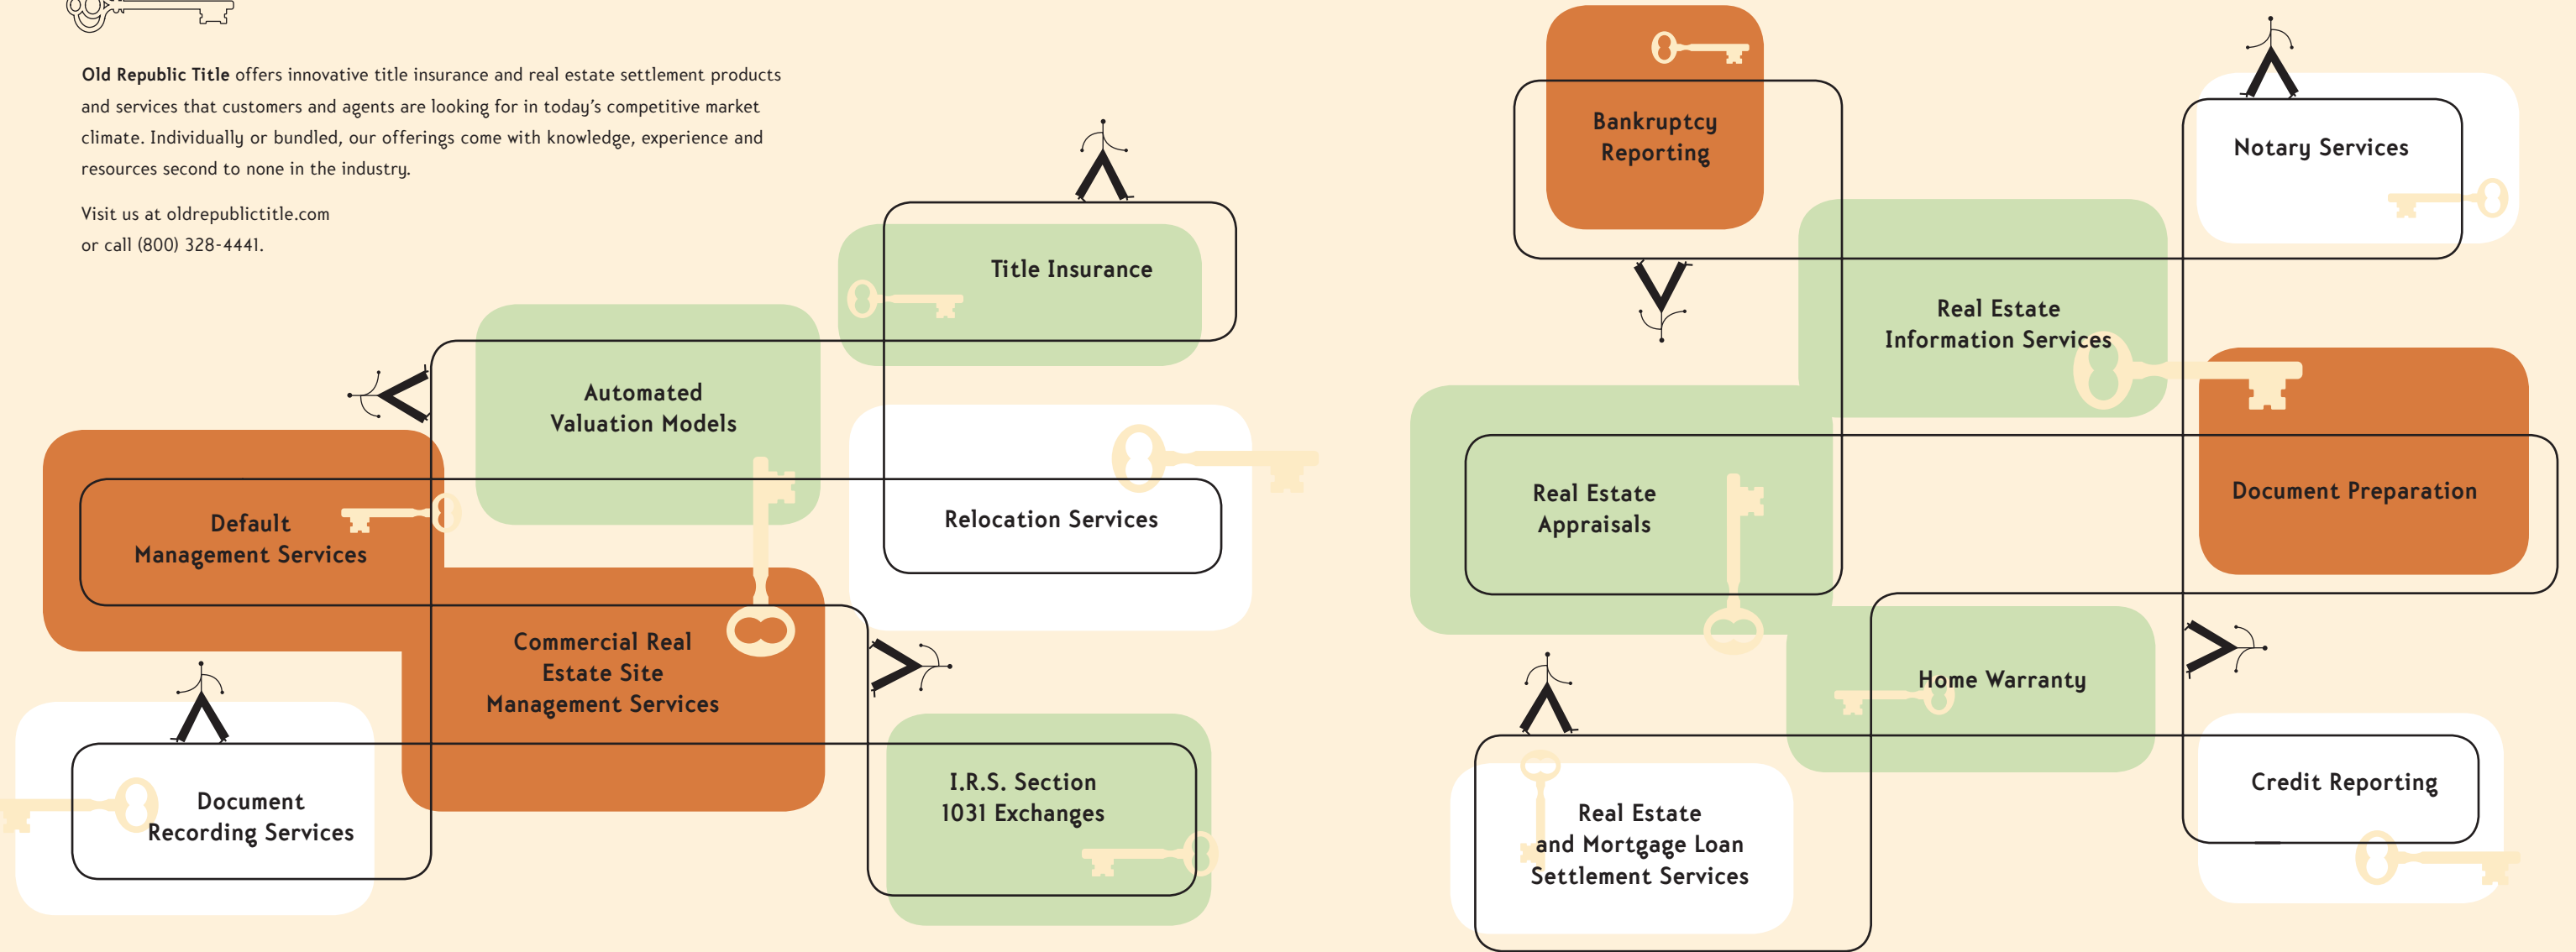 Old Republic Title offers innovative title insurance and real estate settlement products
and services that customers and agents are looking for in today's competitive market
climate. Individually or bundled, our offerings come with knowledge, experience and
resources second to none in the industry.
Visit us at oldrepublictitle.com
or call (800) 328-4441.
Title Insurance
Automated
Valuation Models
Default
Management Services
Relocation Services
Commercial Real
Estate Site
Management Services
Document
Recording Services
I.R.S. Section
1031 Exchanges
Bankruptcy
Reporting
Notary Services
Real Estate
Information Services
Real Estate
Appraisals
Document Preparation
Home Warranty
Real Estate
and Mortgage Loan
Settlement Services
Credit Reporting